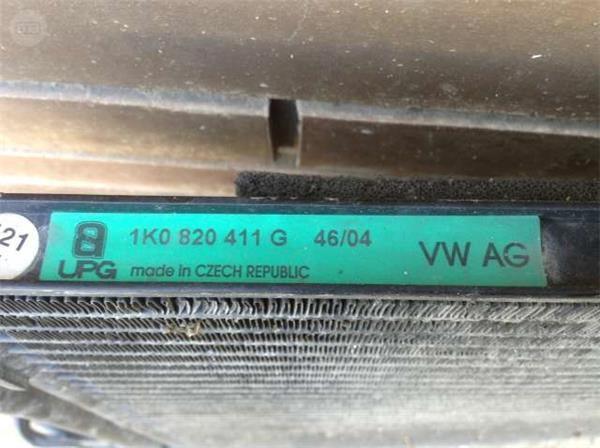 1K0 820 411 G 46/04
UPG made in CZECH REPUBLIC
VW AG
21